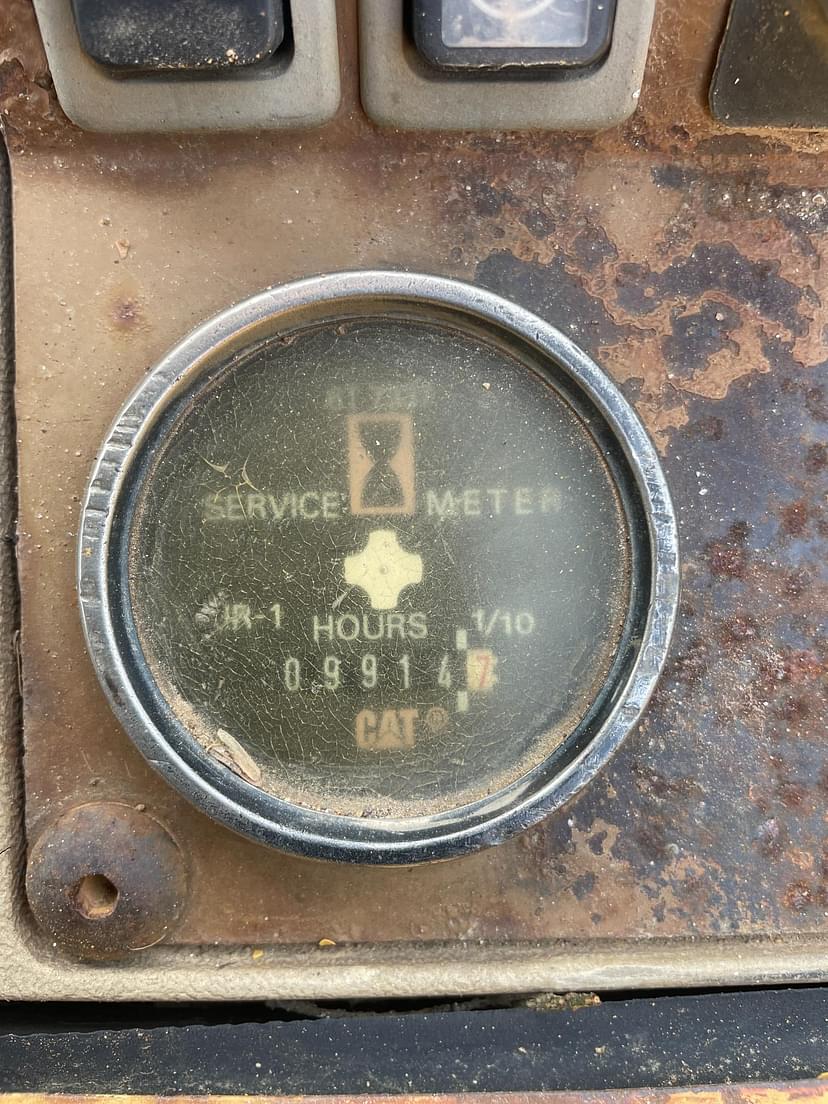 SERVICE METER
HOURS 1/10
099147
CAT®